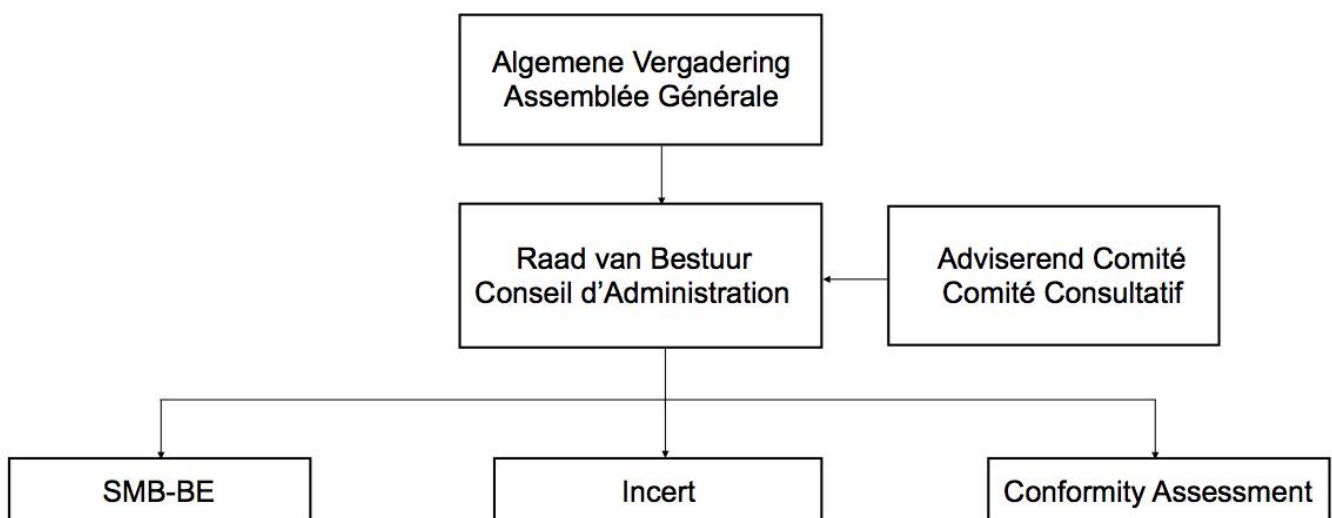 Algemene Vergadering
Assemblée Générale
Raad van Bestuur
Conseil d’Administration
Adviserend Comité
Comité Consultatif
SMB-BE
Incert
Conformity Assessment